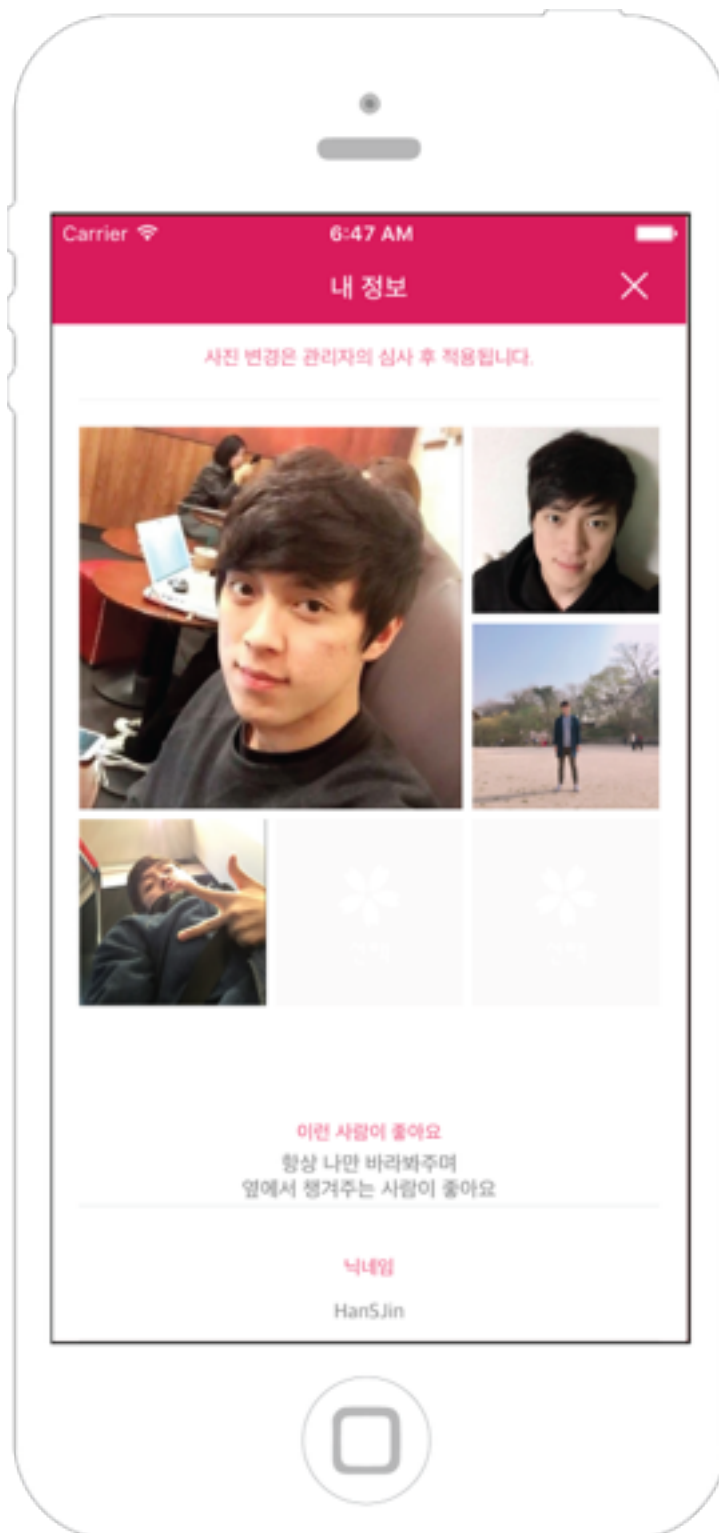 Carrier
6:47 AM
내 정보
사진 변경은 관리자의 심사 후 적용됩니다.
이런 사람이 좋아요
항상 나만 바라봐주며
옆에서 챙겨주는 사람이 좋아요
닉네임
HanSJin